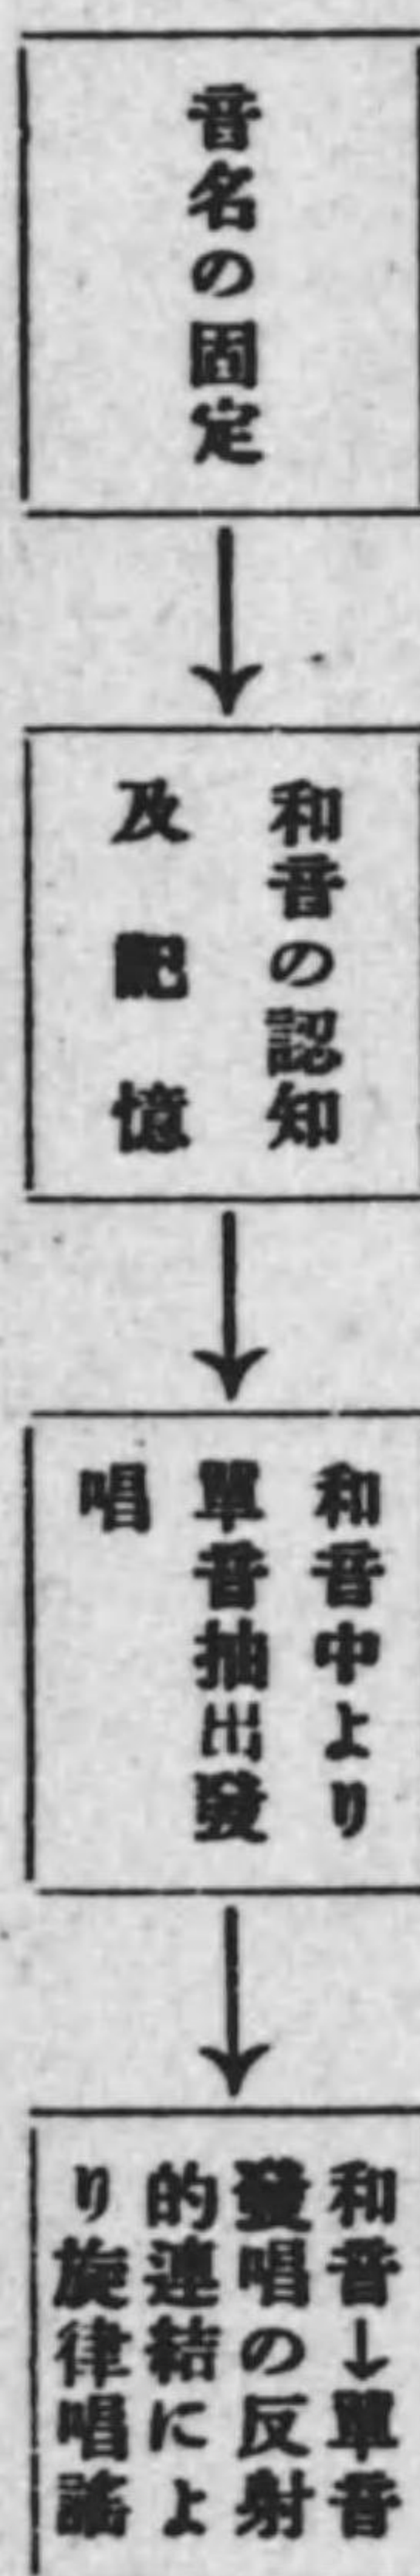 音名の固定
↓
和音の認知
及記憶
↓
和音中より
單音抽出發
唱
↓
和音→單音
發唱の反射
的連結によ
り旋律唱謠